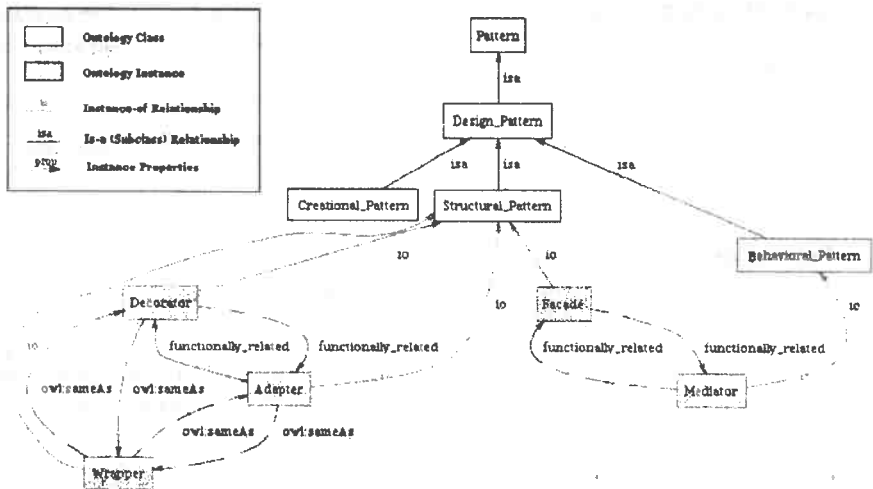 Ontology Class
Ontology Instance
io
Instance-of Relationship
isa
Is-a (Subclass) Relationship
prop
Instance Properties
Pattern
isa
Design_Pattern
isa
isa
isa
Creational_Pattern
Structural_Pattern
Behavioral_Pattern
io
io
io
io
io
Decorator
Facade
functionally_related
functionally_related
functionally_related
functionally_related
owl:sameAs
owl:sameAs
Adapter
Mediator
owl:sameAs
owl:sameAs
Wrapper